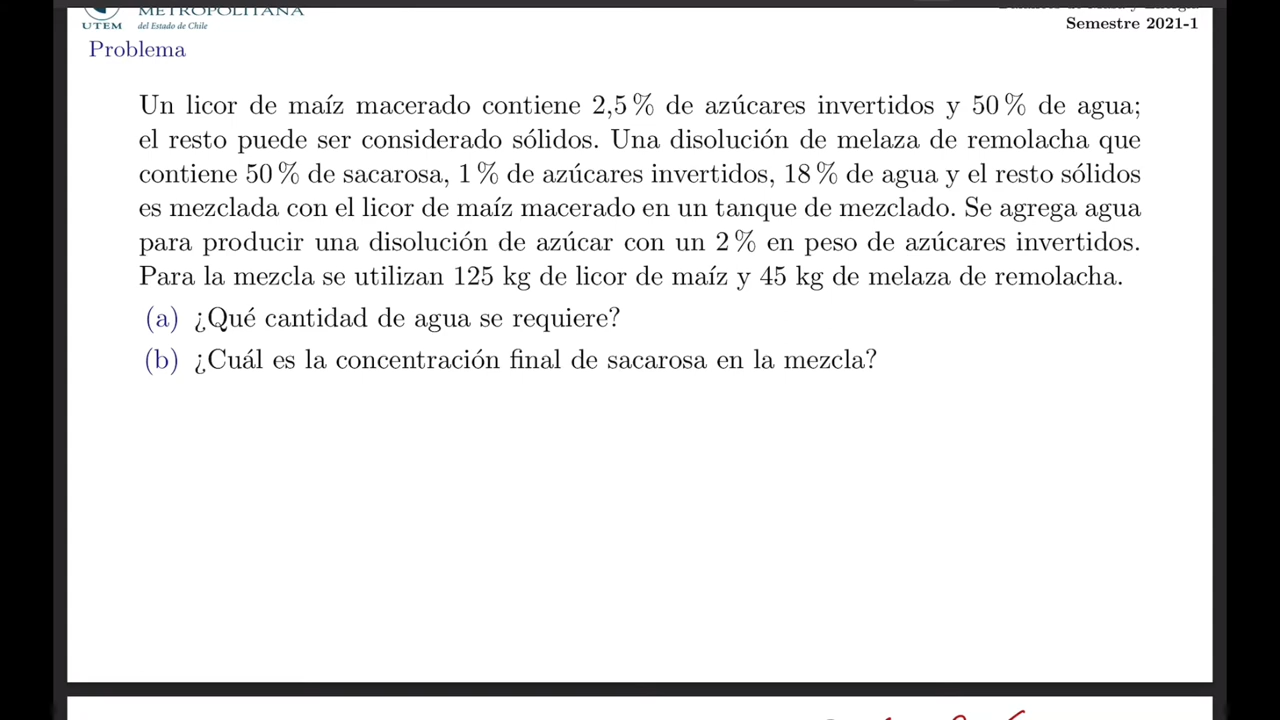 METROPOLITANA
UTEM del Estado de Chile
Semestre 2021-1
Problema
Un licor de maíz macerado contiene 2,5 % de azúcares invertidos y 50 % de agua;
el resto puede ser considerado sólidos. Una disolución de melaza de remolacha que
contiene 50 % de sacarosa, 1 % de azúcares invertidos, 18 % de agua y el resto sólidos
es mezclada con el licor de maíz macerado en un tanque de mezclado. Se agrega agua
para producir una disolución de azúcar con un 2 % en peso de azúcares invertidos.
Para la mezcla se utilizan 125 kg de licor de maíz y 45 kg de melaza de remolacha.
(a) ¿Qué cantidad de agua se requiere?
(b) ¿Cuál es la concentración final de sacarosa en la mezcla?